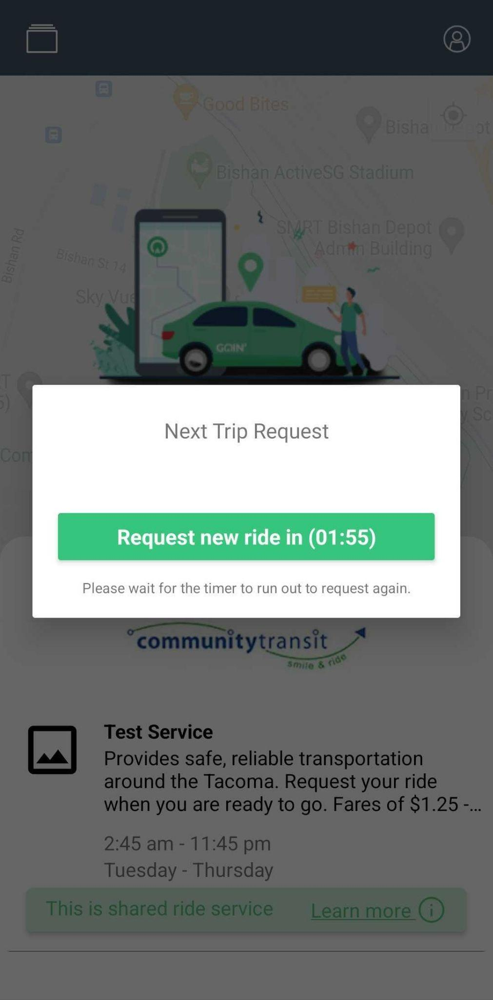 Good Bites
Bishan Depot
Bishan ActiveSG Stadium
SMRT Bishan Depot
Admin Building
Bishan Rd
Bishan St 14
Sky Vue
GOIN'
Next Trip Request
Request new ride in (01:55)
Please wait for the timer to run out to request again.
communitytransit
smile & ride
Test Service
Provides safe, reliable transportation
around the Tacoma. Request your ride
when you are ready to go. Fares of $1.25 -...
2:45 am - 11:45 pm
Tuesday - Thursday
This is shared ride service
Learn more